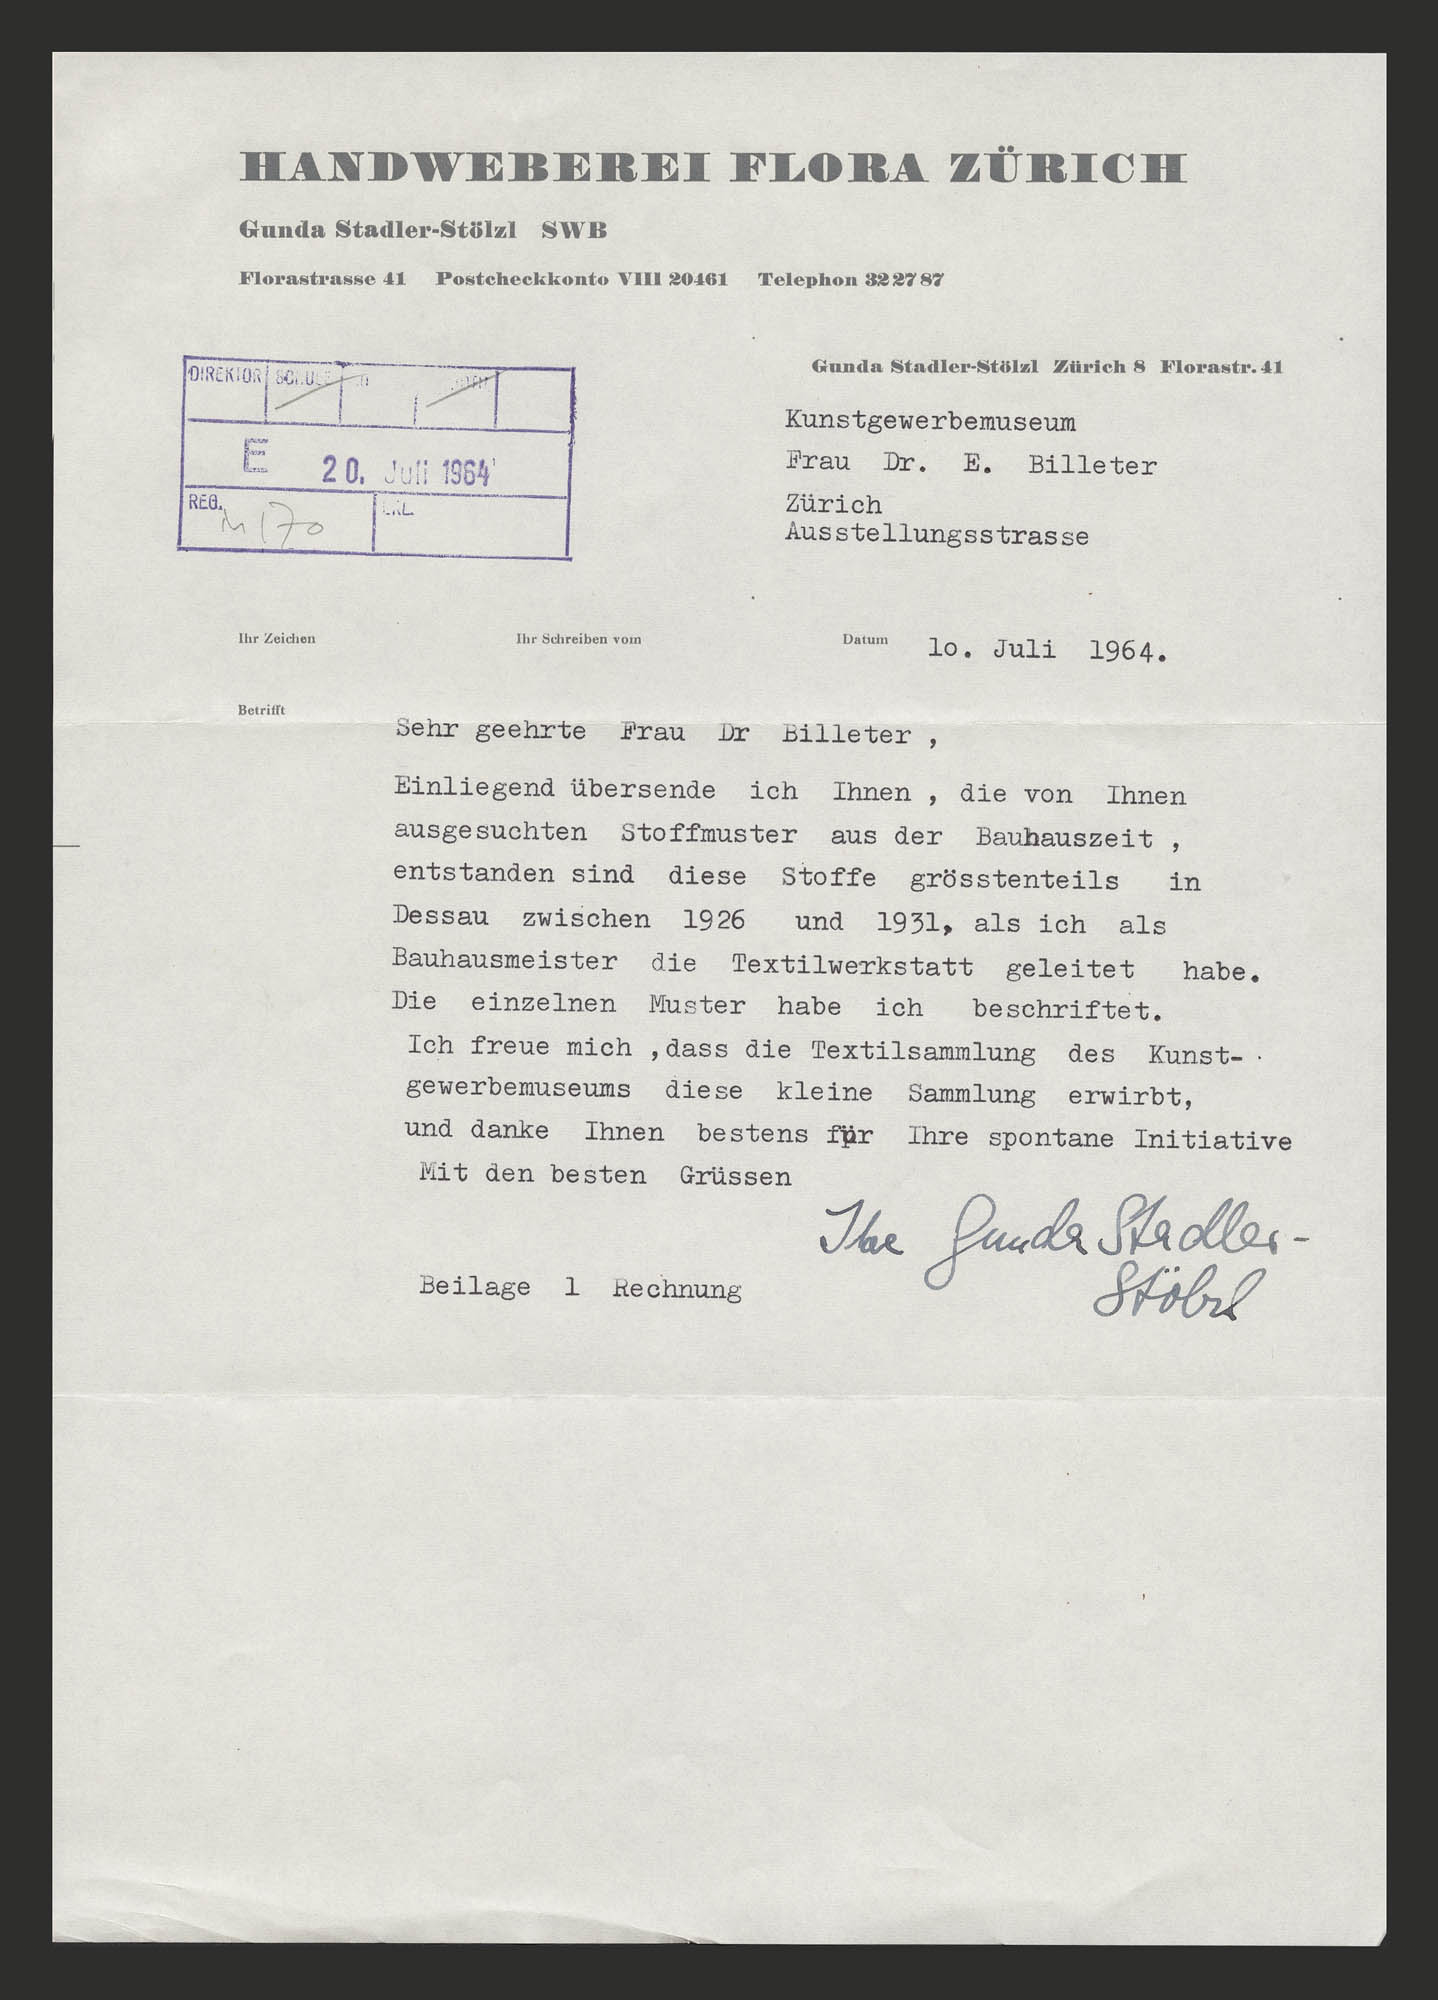 HANDWEBEREI FLORA ZÜRICH
Gunda Stadler-Stölzl SWB
Florastrasse 41 Postcheckkonto VIII 20461 Telephon 32 27 87
Gunda Stadler-Stölzl Zürich 8 Florastr. 41
DIREKTOR SCHULE
E 20. Juli 1964
REG.
Kunstgewerbemuseum
Frau Dr. E. Billeter
Zürich
Ausstellungsstrasse
Ihr Zeichen Ihr Schreiben vom Datum lo. Juli 1964.
Betrifft
Sehr geehrte Frau Dr Billeter ,
Einliegend übersende ich Ihnen , die von Ihnen
ausgesuchten Stoffmuster aus der Bauhauszeit ,
entstanden sind diese Stoffe grösstenteils in
Dessau zwischen 1926 und 1931, als ich als
Bauhausmeister die Textilwerkstatt geleitet habe.
Die einzelnen Muster habe ich beschriftet.
Ich freue mich ,dass die Textilsammlung des Kunst-
gewerbemuseums diese kleine Sammlung erwirbt,
und danke Ihnen bestens für Ihre spontane Initiative
Mit den besten Grüssen
Ihre Gunda Stadler-
Stölzl
Beilage 1 Rechnung